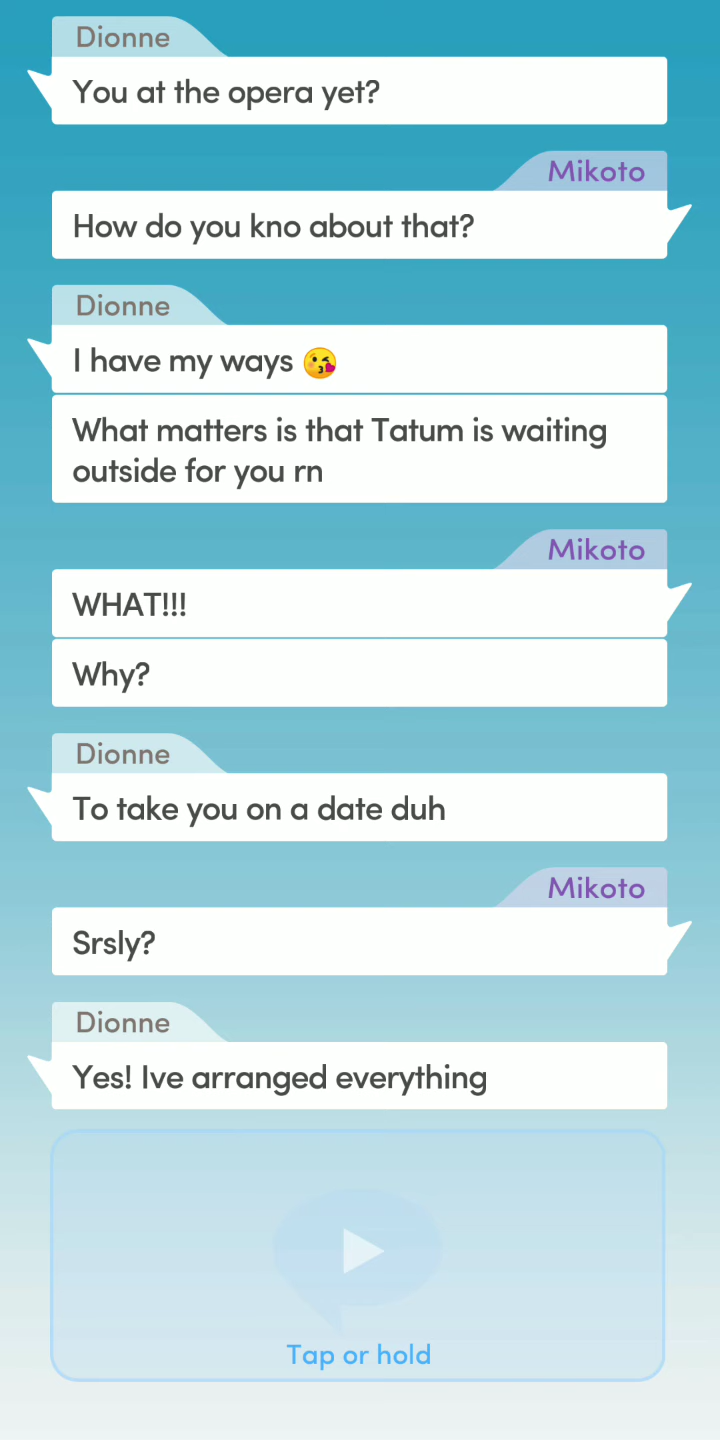 Dionne
You at the opera yet?
Mikoto
How do you kno about that?
Dionne
I have my ways 😘
What matters is that Tatum is waiting
outside for you rn
Mikoto
WHAT!!!
Why?
Dionne
To take you on a date duh
Mikoto
Srsly?
Dionne
Yes! Ive arranged everything
Tap or hold